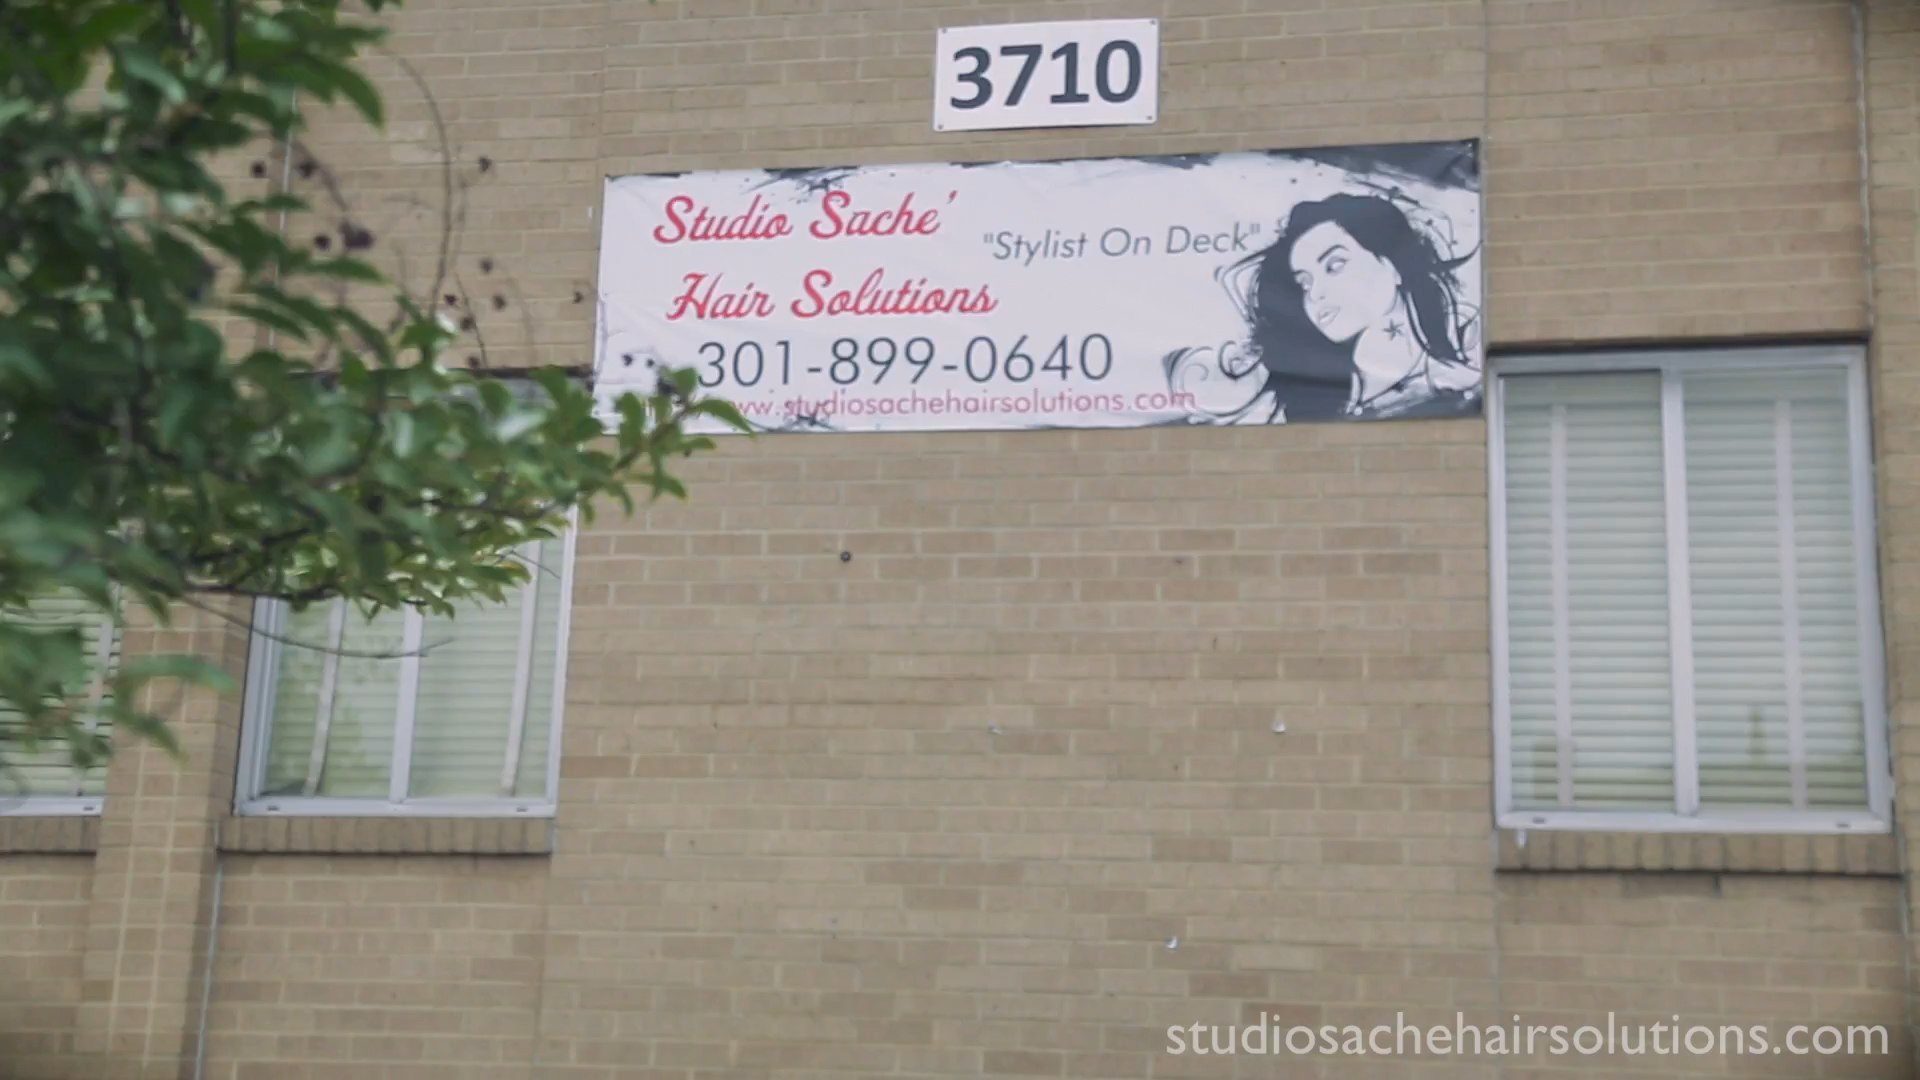 3710
Studio Sache'
"Stylist On Deck"
Hair Solutions
301-899-0640
www.studiosachehairsolutions.com
studiosachehairsolutions.com